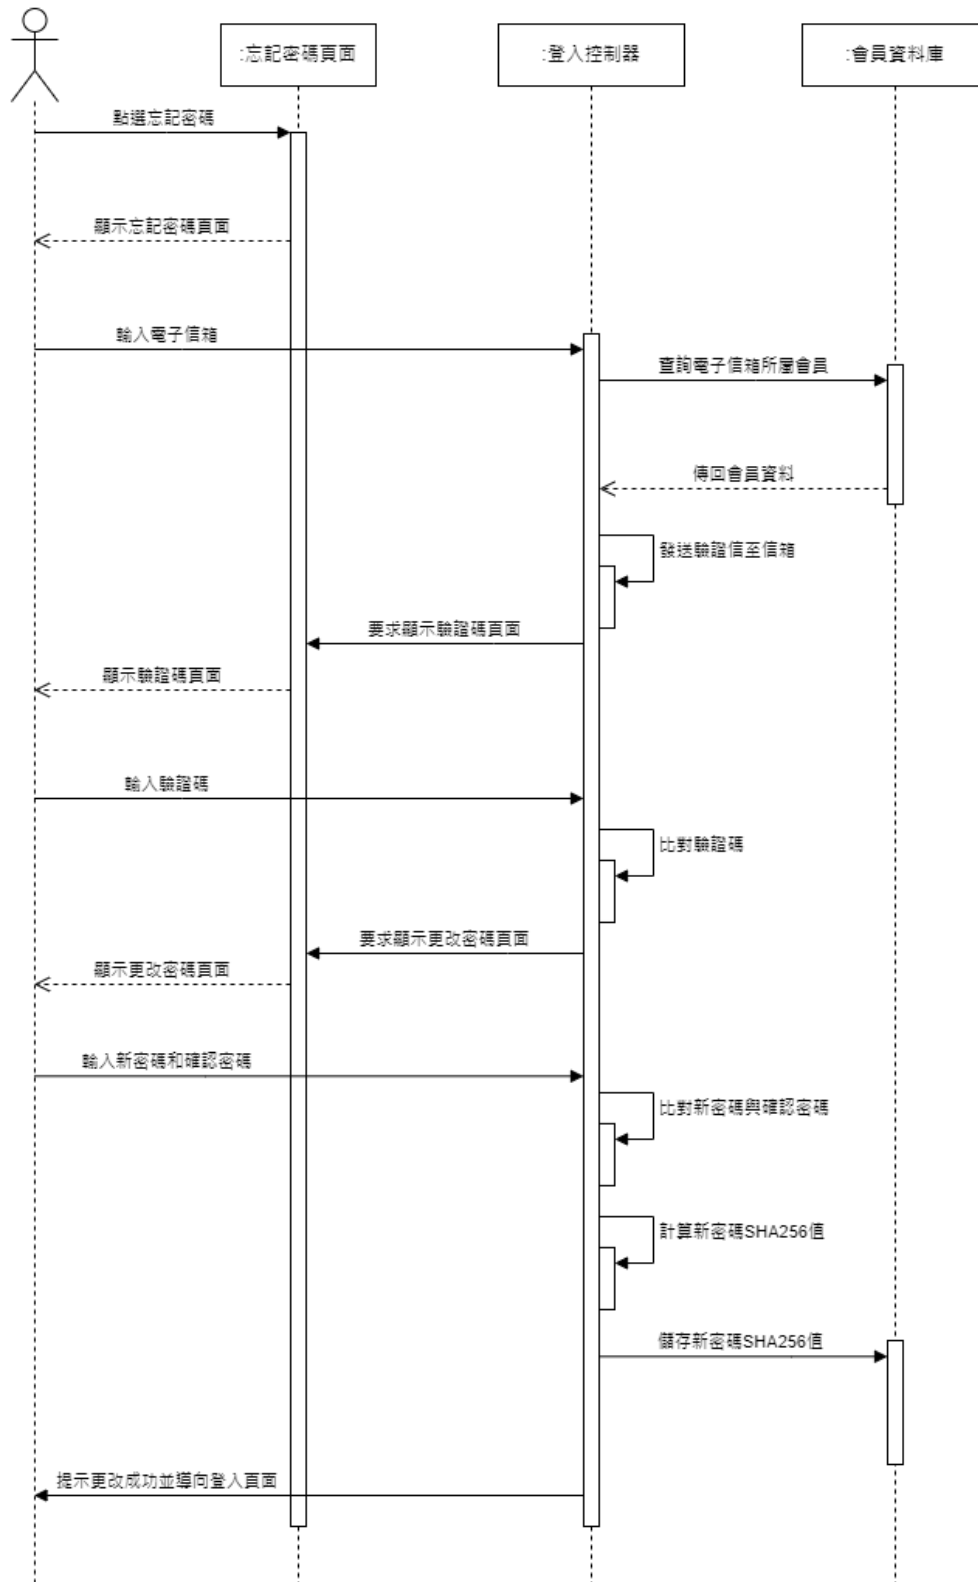 :忘記密碼頁面
:登入控制器
:會員資料庫
點選忘記密碼
顯示忘記密碼頁面
輸入電子信箱
查詢電子信箱所屬會員
傳回會員資料
發送驗證信至信箱
要求顯示驗證碼頁面
顯示驗證碼頁面
輸入驗證碼
比對驗證碼
要求顯示更改密碼頁面
顯示更改密碼頁面
輸入新密碼和確認密碼
比對新密碼與確認密碼
計算新密碼SHA256值
儲存新密碼SHA256值
提示更改成功並導向登入頁面